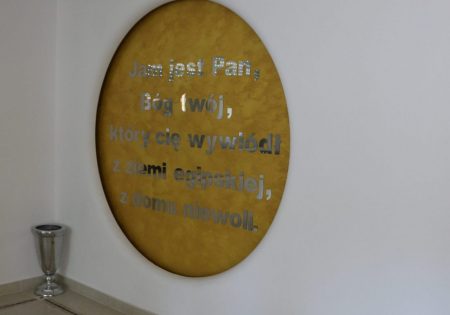 Jam jest Pan,
Bóg twój,
który cię wywiódł
z ziemi egipskiej,
z domu niewoli.